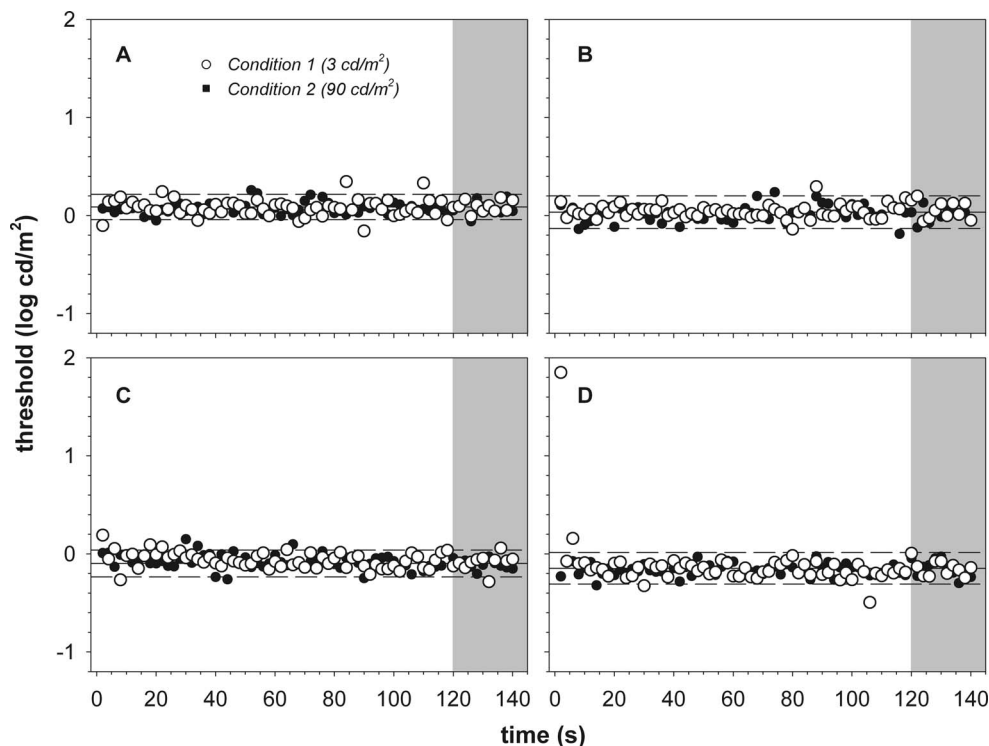 2
A
B
Condition 1 (3 cd/m²)
Condition 2 (90 cd/m²)
1
0
-1
threshold (log cd/m²)
2
C
D
1
0
-1
0 20 40 60 80 100 120 140 0 20 40 60 80 100 120 140
time (s)